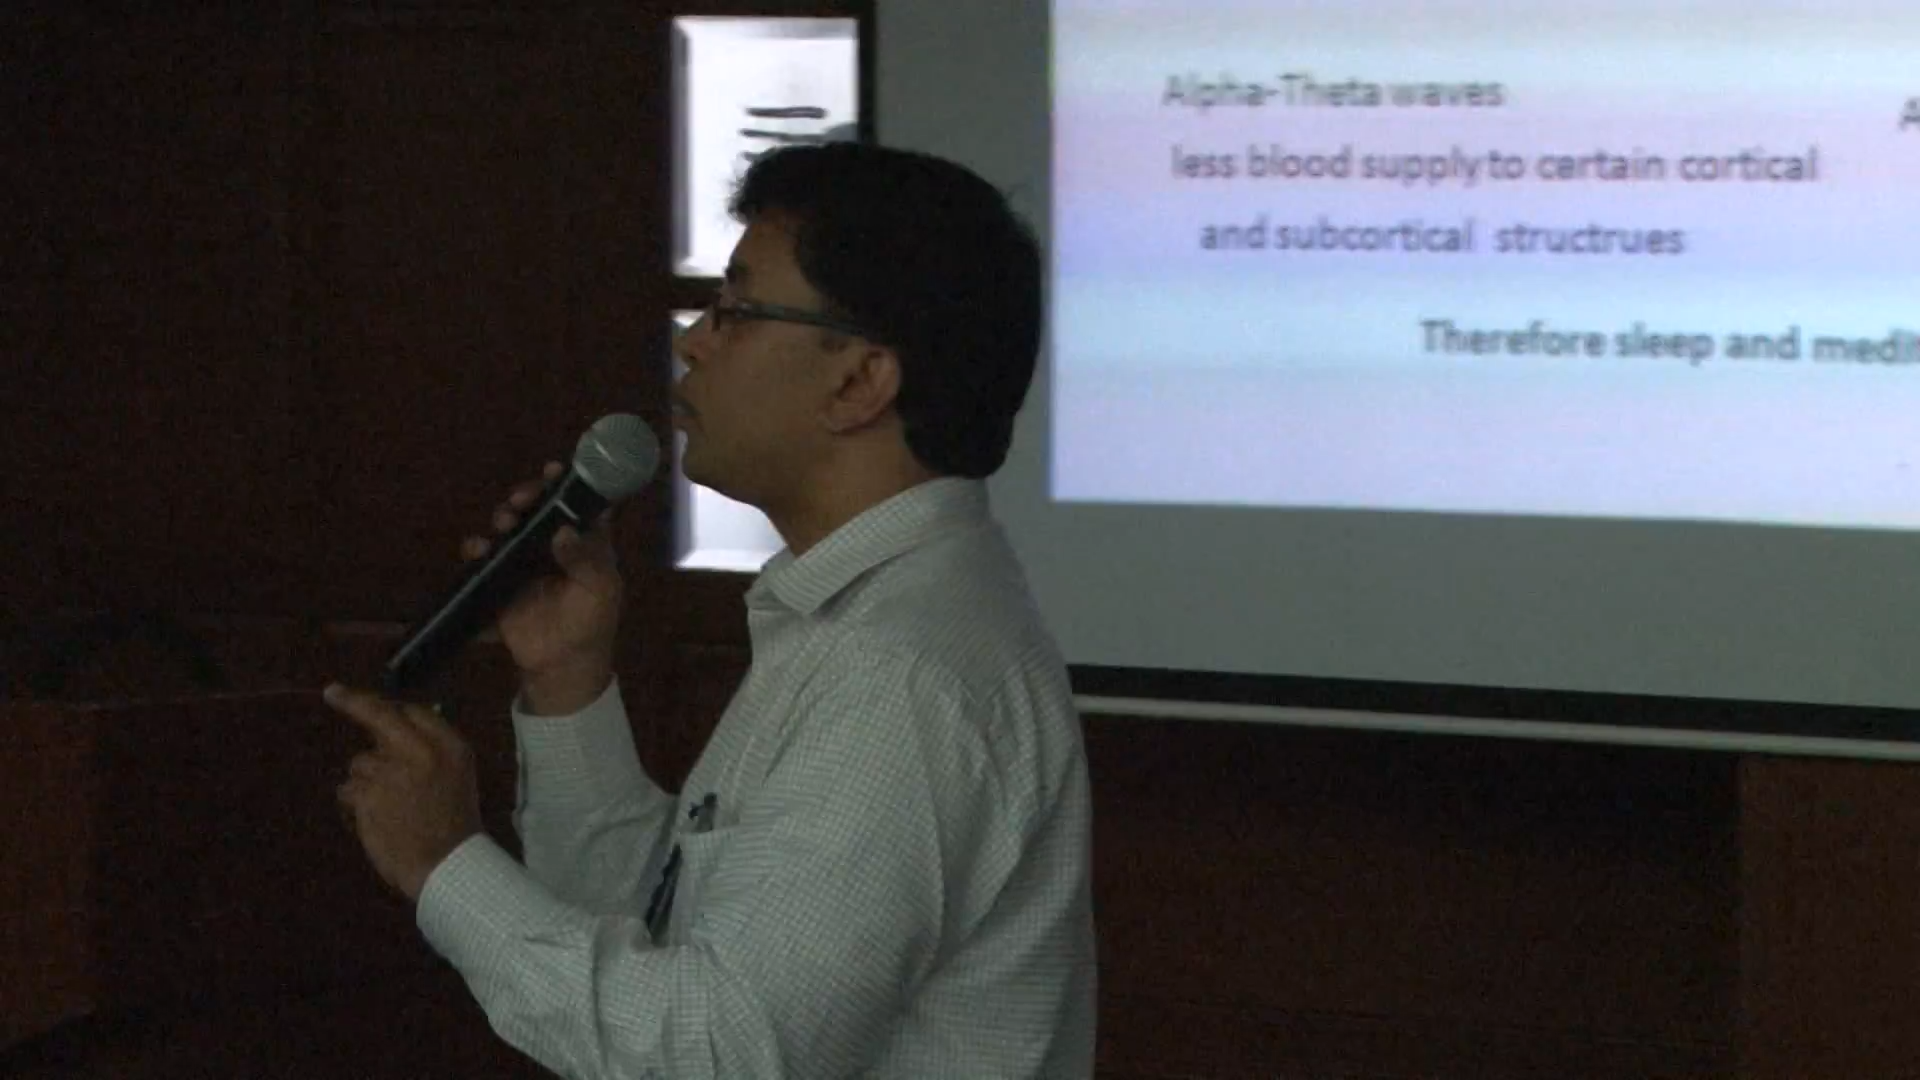 Alpha-Theta waves
less blood supply to certain cortical
and subcortical structrues
Therefore sleep and